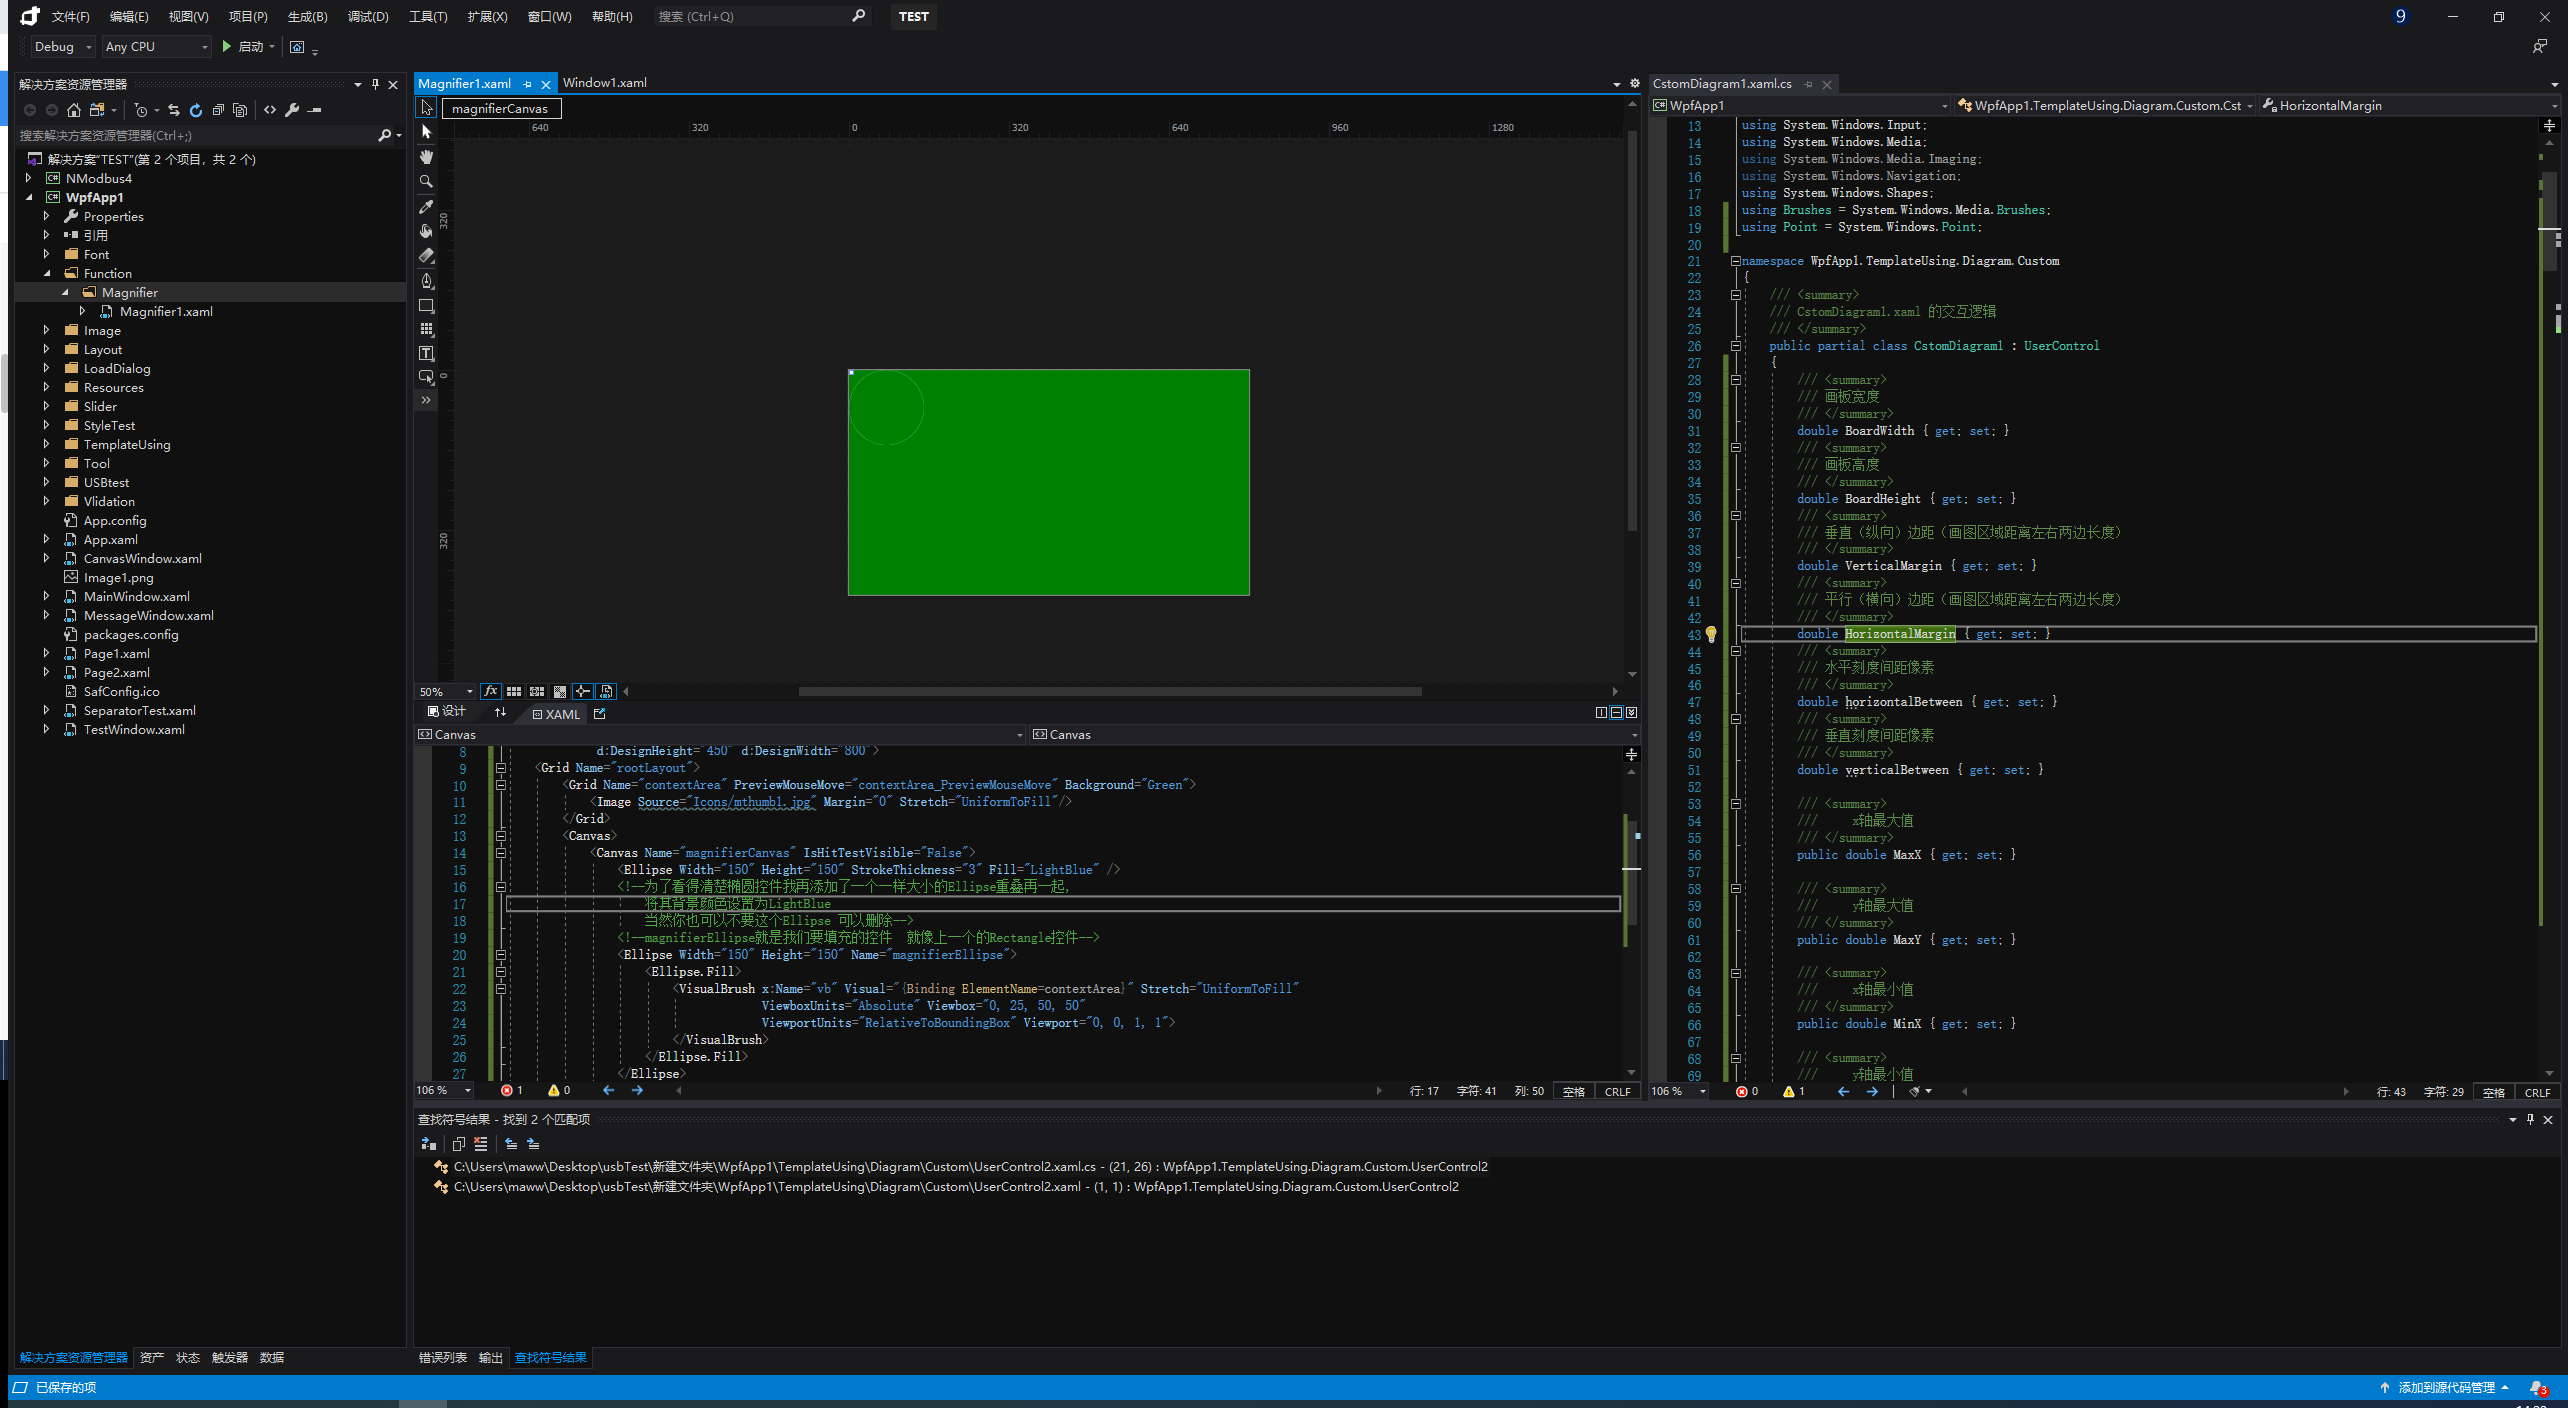 文件(F) 编辑(E) 视图(V) 项目(P) 生成(B) 调试(D) 工具(T) 扩展(X) 窗口(W) 帮助(H) 搜索 (Ctrl+Q) TEST 9
Debug Any CPU 启动
解决方案资源管理器
搜索解决方案资源管理器(Ctrl+;)
解决方案"TEST"(第 2 个项目，共 2 个)
NModbus4
WpfApp1
Properties
引用
Font
Function
Magnifier
Magnifier1.xaml
Image
Layout
LoadDialog
Resources
Slider
StyleTest
TemplateUsing
Tool
USBtest
Vlidation
App.config
App.xaml
CanvasWindow.xaml
Image1.png
MainWindow.xaml
MessageWindow.xaml
packages.config
Page1.xaml
Page2.xaml
SafConfig.ico
SeparatorTest.xaml
TestWindow.xaml
解决方案资源管理器 资产 状态 触发器 数据
Magnifier1.xaml Window1.xaml
magnifierCanvas
640 320 0 320 640 960 1280
320
0
320
50% fx
设计 XAML
Canvas Canvas
8 d:DesignHeight="450" d:DesignWidth="800">
9 <Grid Name="rootLayout">
10 <Grid Name="contextArea" PreviewMouseMove="contextArea_PreviewMouseMove" Background="Green">
11 <Image Source="Icons/mthumb1.jpg" Margin="0" Stretch="UniformToFill"/>
12 </Grid>
13 <Canvas>
14 <Canvas Name="magnifierCanvas" IsHitTestVisible="False">
15 <Ellipse Width="150" Height="150" StrokeThickness="3" Fill="LightBlue" />
16 <!--为了看得清楚椭圆控件我再添加了一个一样大小的Ellipse重叠再一起，
17 将其背景颜色设置为LightBlue
18 当然你也可以不要这个Ellipse 可以删除-->
19 <!--magnifierEllipse就是我们要填充的控件 就像上一个的Rectangle控件-->
20 <Ellipse Width="150" Height="150" Name="magnifierEllipse">
21 <Ellipse.Fill>
22 <VisualBrush x:Name="vb" Visual="{Binding ElementName=contextArea}" Stretch="UniformToFill"
23 ViewboxUnits="Absolute" Viewbox="0, 25, 50, 50"
24 ViewportUnits="RelativeToBoundingBox" Viewport="0, 0, 1, 1">
25 </VisualBrush>
26 </Ellipse.Fill>
27 </Ellipse>
106 % 1 0 行: 17 字符: 41 列: 50 空格 CRLF
CstomDiagram1.xaml.cs
WpfApp1 WpfApp1.TemplateUsing.Diagram.Custom.Cst HorizontalMargin
13 using System.Windows.Input;
14 using System.Windows.Media;
15 using System.Windows.Media.Imaging;
16 using System.Windows.Navigation;
17 using System.Windows.Shapes;
18 using Brushes = System.Windows.Media.Brushes;
19 using Point = System.Windows.Point;
20
21 namespace WpfApp1.TemplateUsing.Diagram.Custom
22 {
23 /// <summary>
24 /// CstomDiagram1.xaml 的交互逻辑
25 /// </summary>
26 public partial class CstomDiagram1 : UserControl
27 {
28 /// <summary>
29 /// 画板宽度
30 /// </summary>
31 double BoardWidth { get; set; }
32 /// <summary>
33 /// 画板高度
34 /// </summary>
35 double BoardHeight { get; set; }
36 /// <summary>
37 /// 垂直（纵向）边距（画图区域距离左右两边长度）
38 /// </summary>
39 double VerticalMargin { get; set; }
40 /// <summary>
41 /// 平行（横向）边距（画图区域距离左右两边长度）
42 /// </summary>
43 double HorizontalMargin { get; set; }
44 /// <summary>
45 /// 水平刻度间距像素
46 /// </summary>
47 double horizontalBetween { get; set; }
48 /// <summary>
49 /// 垂直刻度间距像素
50 /// </summary>
51 double verticalBetween { get; set; }
52
53 /// <summary>
54 /// x轴最大值
55 /// </summary>
56 public double MaxX { get; set; }
57
58 /// <summary>
59 /// y轴最大值
60 /// </summary>
61 public double MaxY { get; set; }
62
63 /// <summary>
64 /// x轴最小值
65 /// </summary>
66 public double MinX { get; set; }
67
68 /// <summary>
69 /// y轴最小值
106 % 0 1 行: 43 字符: 29 空格 CRLF
查找符号结果 - 找到 2 个匹配项
C:\Users\maww\Desktop\usbTest\新建文件夹\WpfApp1\TemplateUsing\Diagram\Custom\UserControl2.xaml.cs - (21, 26) : WpfApp1.TemplateUsing.Diagram.Custom.UserControl2
C:\Users\maww\Desktop\usbTest\新建文件夹\WpfApp1\TemplateUsing\Diagram\Custom\UserControl2.xaml - (1, 1) : WpfApp1.TemplateUsing.Diagram.Custom.UserControl2
错误列表 输出 查找符号结果
已保存的项 添加到源代码管理 3